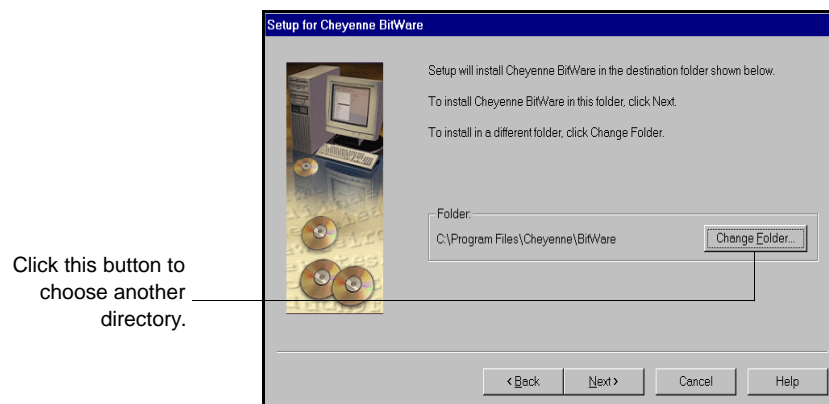 Setup for Cheyenne BitWare
Setup will install Cheyenne BitWare in the destination folder shown below.
To install Cheyenne BitWare in this folder, click Next.
To install in a different folder, click Change Folder.
Folder:
C:\Program Files\Cheyenne\BitWare
Change Folder...
Click this button to
choose another
directory.
< Back
Next >
Cancel
Help